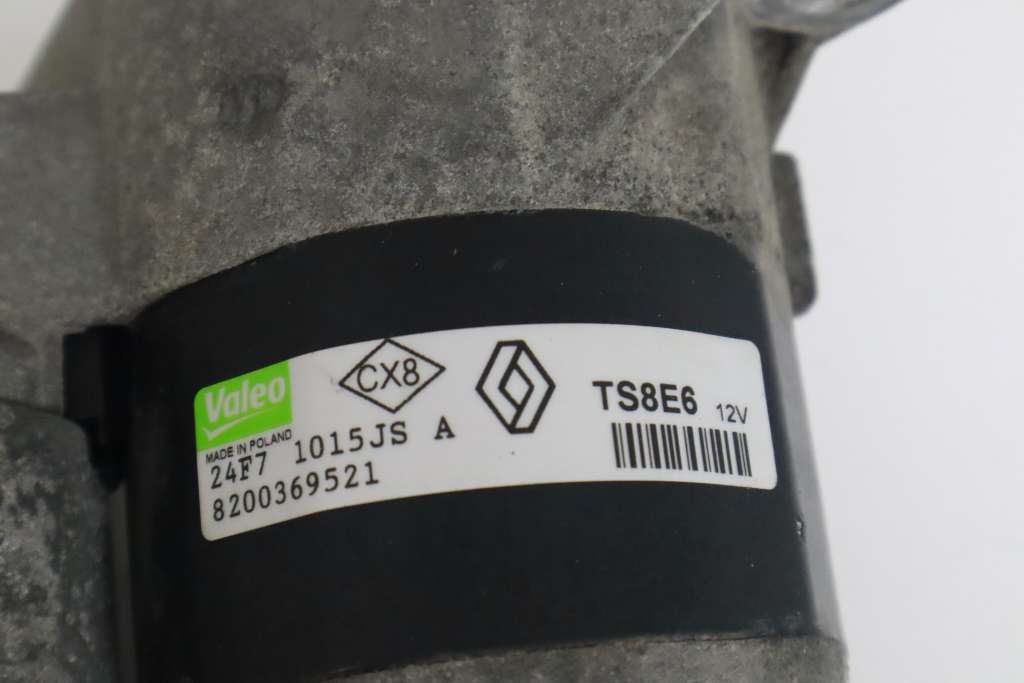 Valeo
CX8
TS8E6 12V
MADE IN POLAND
24F7 1015JS A
8200369521